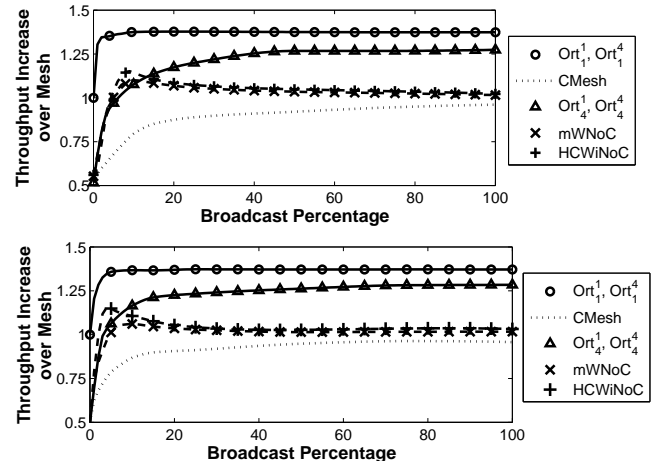 1.5
1.25
1
0.75
0.5
0 20 40 60 80 100
Throughput Increase
over Mesh
Broadcast Percentage
Ort₁¹, Ort₁⁴
CMesh
Ort₄¹, Ort₄⁴
mWNoC
HCWiNoC
1.5
1.25
1
0.75
0.5
0 20 40 60 80 100
Throughput Increase
over Mesh
Broadcast Percentage
Ort₁¹, Ort₁⁴
CMesh
Ort₄¹, Ort₄⁴
mWNoC
HCWiNoC